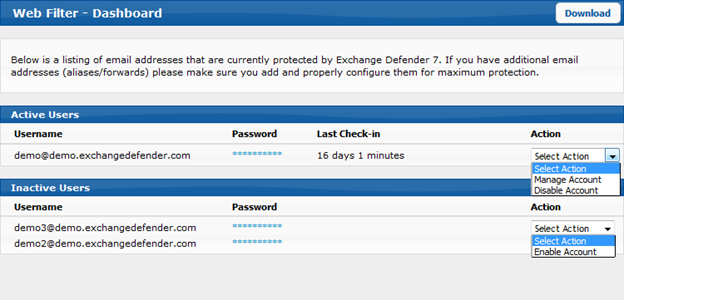 Web Filter - Dashboard Download
Below is a listing of email addresses that are currently protected by Exchange Defender 7. If you have additional email
addresses (aliases/forwards) please make sure you add and properly configure them for maximum protection.
Active Users
Username Password Last Check-in Action
demo@demo.exchangedefender.com ********** 16 days 1 minutes Select Action
Select Action
Manage Account
Disable Account
Inactive Users
Username Password Action
demo3@demo.exchangedefender.com ********** Select Action
demo2@demo.exchangedefender.com ********** Select Action
Enable Account